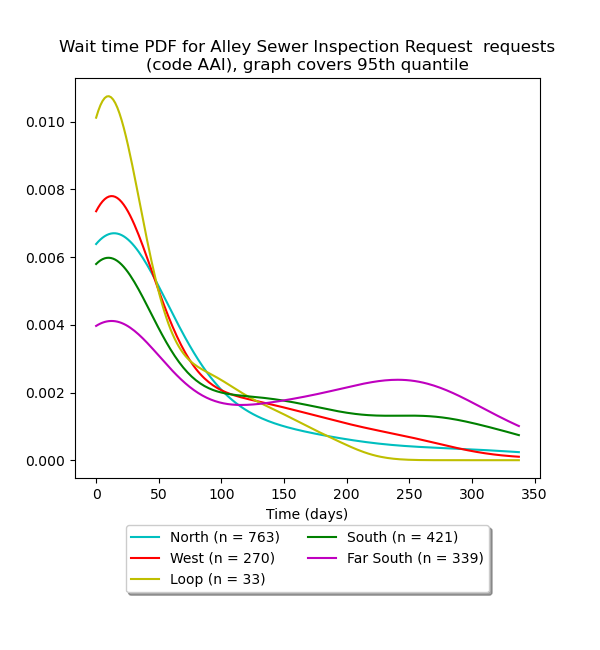 Wait time PDF for Alley Sewer Inspection Request  requests
(code AAI), graph covers 95th quantile
0.010
0.008
0.006
0.004
0.002
0.000
0 50 100 150 200 250 300 350
Time (days)
North (n = 763) South (n = 421)
West (n = 270) Far South (n = 339)
Loop (n = 33)